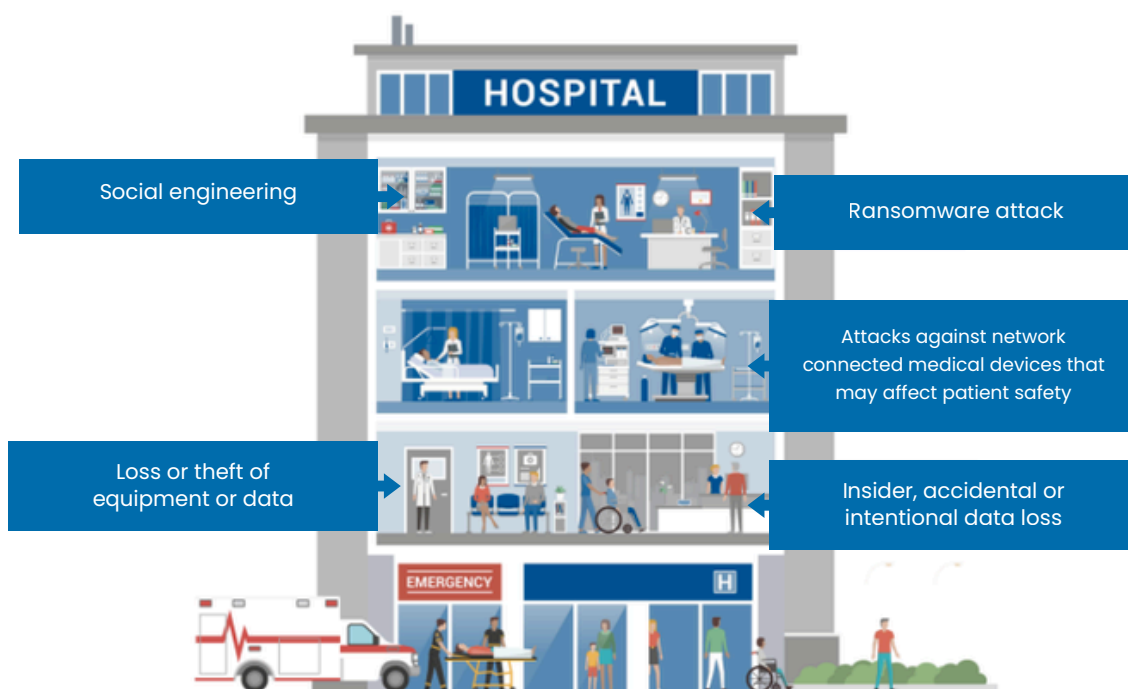 HOSPITAL
Social engineering
Ransomware attack
Attacks against network
connected medical devices that
may affect patient safety
Loss or theft of
equipment or data
Insider, accidental or
intentional data loss
EMERGENCY
H